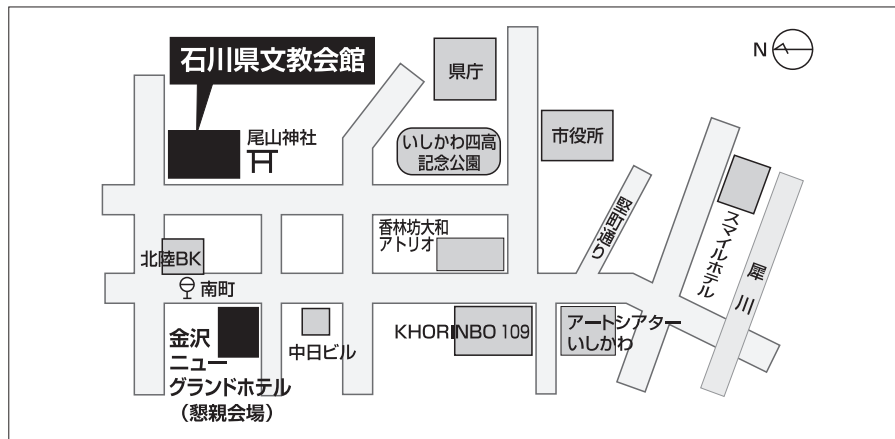 石川県文教会館
県庁
N
尾山神社
いしかわ四高
記念公園
市役所
香林坊大和
アトリオ
竪町通り
スマイルホテル
犀川
北陸BK
南町
金沢
ニュー
グランドホテル
(懇親会場)
中日ビル
KHORINBO 109
アートシアター
いしかわ